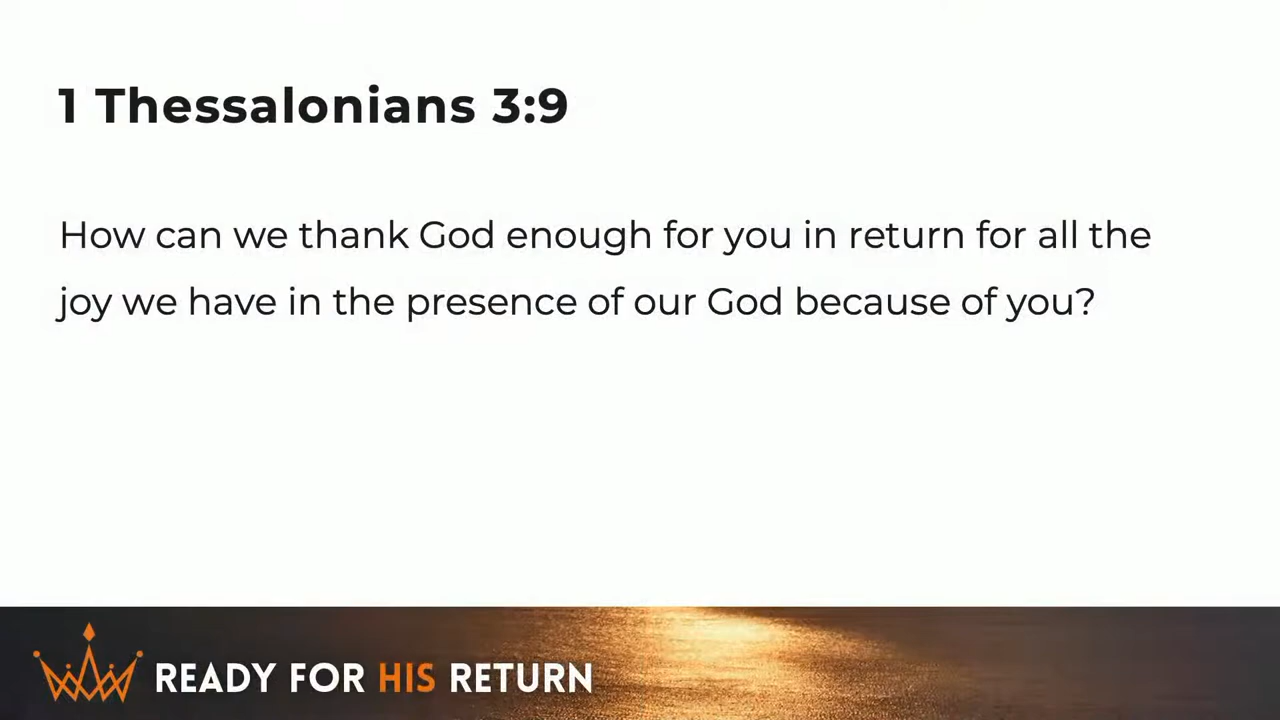 1 Thessalonians 3:9
How can we thank God enough for you in return for all the
joy we have in the presence of our God because of you?
READY FOR HIS RETURN